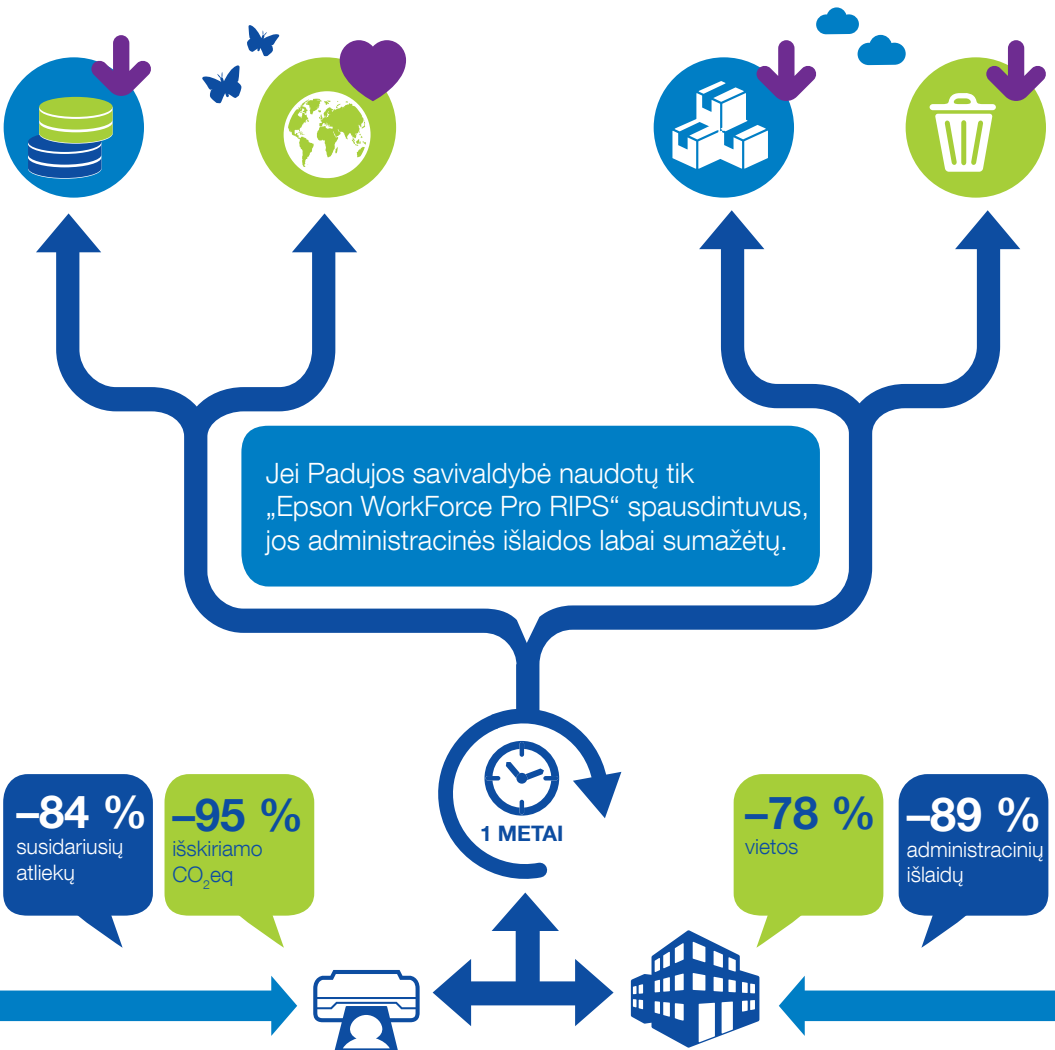 Jei Padujos savivaldybė naudotų tik
„Epson WorkForce Pro RIPS“ spausdintuvus,
jos administracinės išlaidos labai sumažėtų.
1 METAI
–84 %
susidariusių
atliekų
–95 %
išskiriamo
CO₂eq
–78 %
vietos
–89 %
administracinių
išlaidų